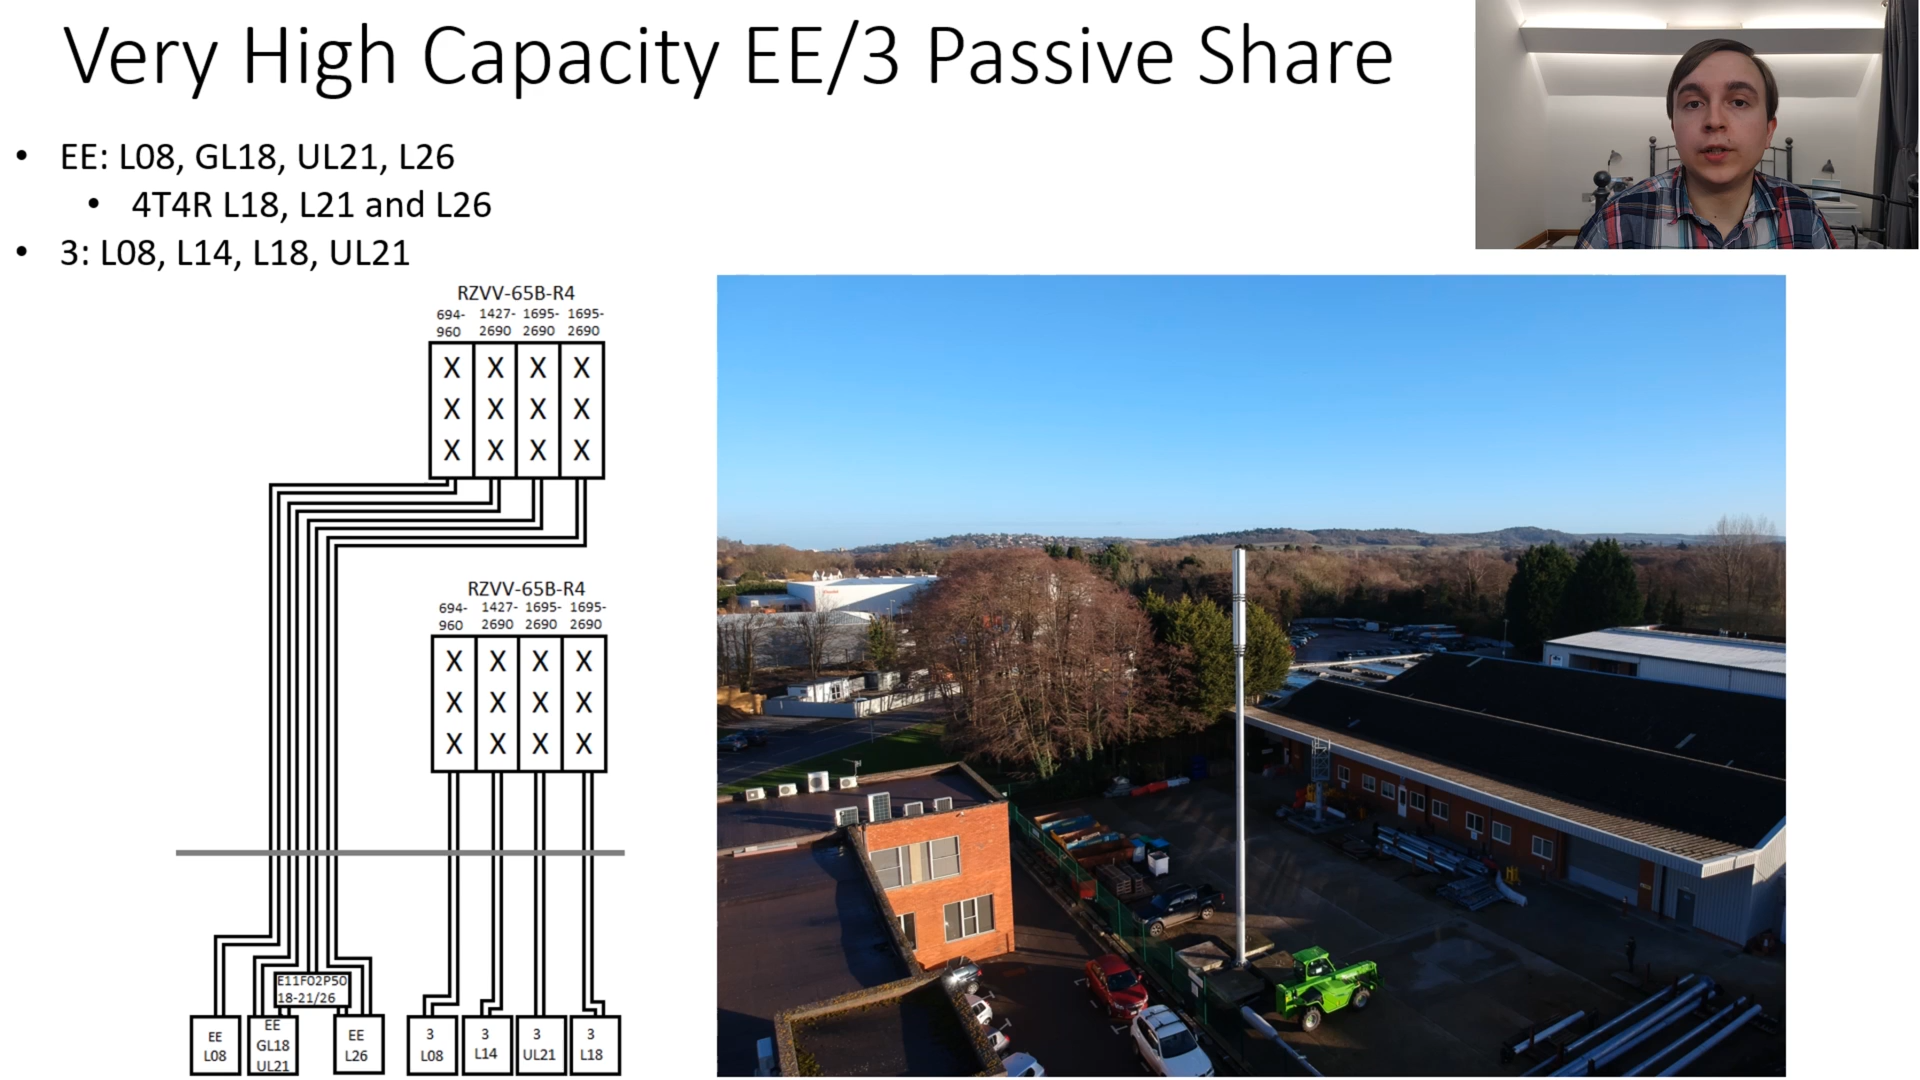 Very High Capacity EE/3 Passive Share
• EE: L08, GL18, UL21, L26
• 4T4R L18, L21 and L26
• 3: L08, L14, L18, UL21
RZVV-65B-R4
694- 1427- 1695- 1695-
960 2690 2690 2690
X X X X
X X X X
X X X X
RZVV-65B-R4
694- 1427- 1695- 1695-
960 2690 2690 2690
X X X X
X X X X
X X X X
E11F02P50
18-21/26
EE
L08
EE
GL18
UL21
EE
L26
3
L08
3
L14
3
UL21
3
L18